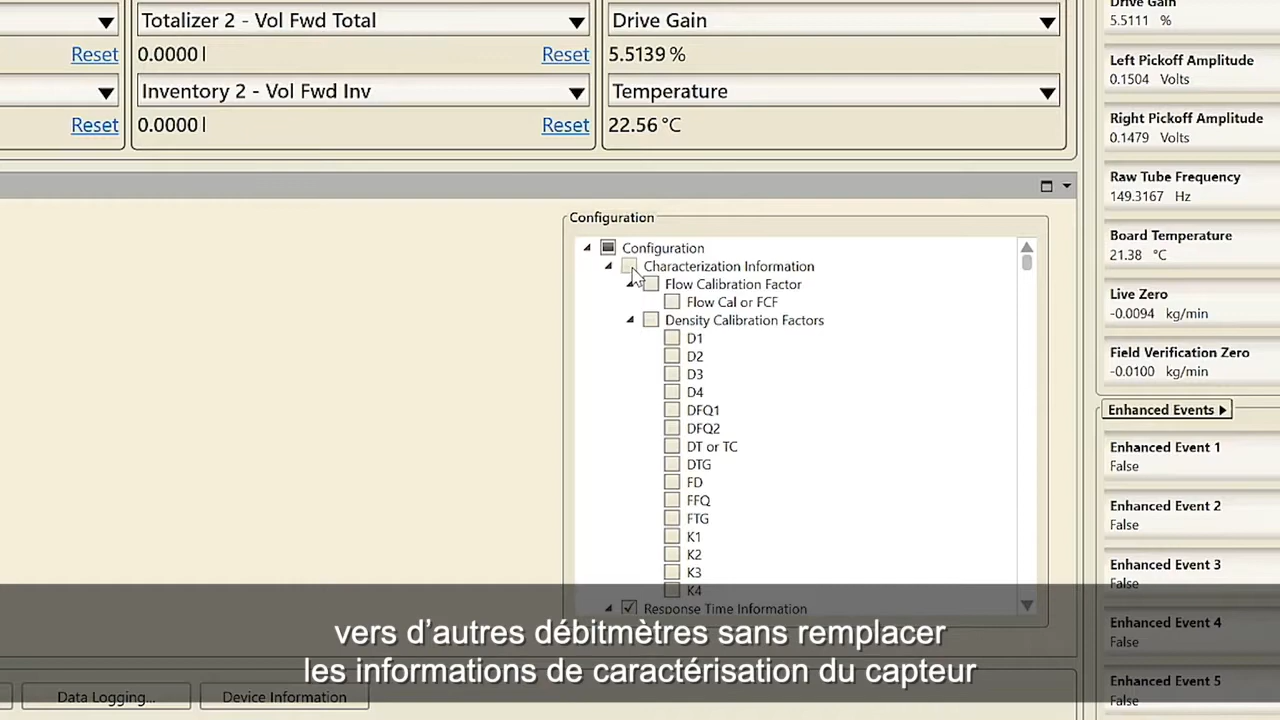 Totalizer 2 - Vol Fwd Total
Drive Gain
Reset
0.0000 l
Reset
5.5139 %
Inventory 2 - Vol Fwd Inv
Temperature
Reset
0.0000 l
Reset
22.56 °C
Drive Gain
5.5111 %
Left Pickoff Amplitude
0.1504 Volts
Right Pickoff Amplitude
0.1479 Volts
Raw Tube Frequency
149.3167 Hz
Board Temperature
21.38 °C
Live Zero
-0.0094 kg/min
Field Verification Zero
-0.0100 kg/min
Enhanced Events
Enhanced Event 1
False
Enhanced Event 2
False
Enhanced Event 3
False
Enhanced Event 4
False
Enhanced Event 5
False
Configuration
Configuration
Characterization Information
Flow Calibration Factor
Flow Cal or FCF
Density Calibration Factors
D1
D2
D3
D4
DFQ1
DFQ2
DT or TC
DTG
FD
FFQ
FTG
K1
K2
K3
K4
Response Time Information
vers d’autres débitmètres sans remplacer
les informations de caractérisation du capteur
Data Logging...
Device Information